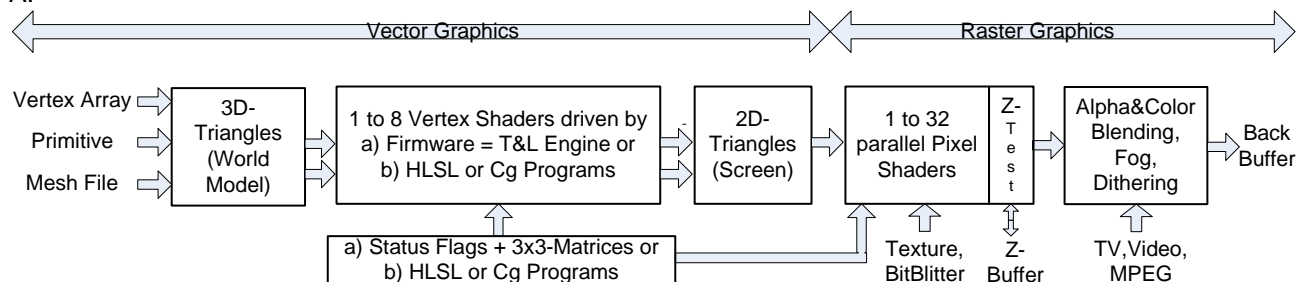 Vector Graphics
Raster Graphics
Vertex Array
Primitive
Mesh File
3D-
Triangles
(World
Model)
1 to 8 Vertex Shaders driven by
a) Firmware = T&L Engine or
b) HLSL or Cg Programs
2D-
Triangles
(Screen)
1 to 32
parallel Pixel
Shaders
Z-
T
e
s
t
Alpha&Color
Blending,
Fog,
Dithering
Back
Buffer
a) Status Flags + 3x3-Matrices or
b) HLSL or Cg Programs
Texture,
BitBlitter
Z-
Buffer
TV,Video,
MPEG